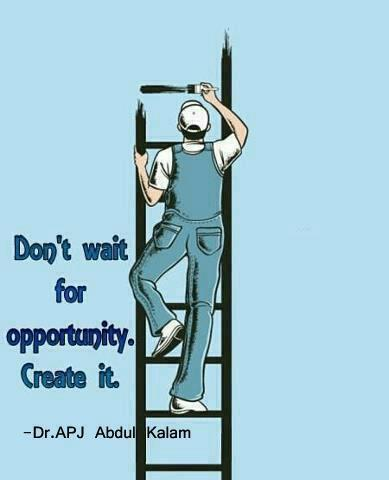 Don't wait
for
opportunity.
Create it.
-Dr.APJ Abdul Kalam